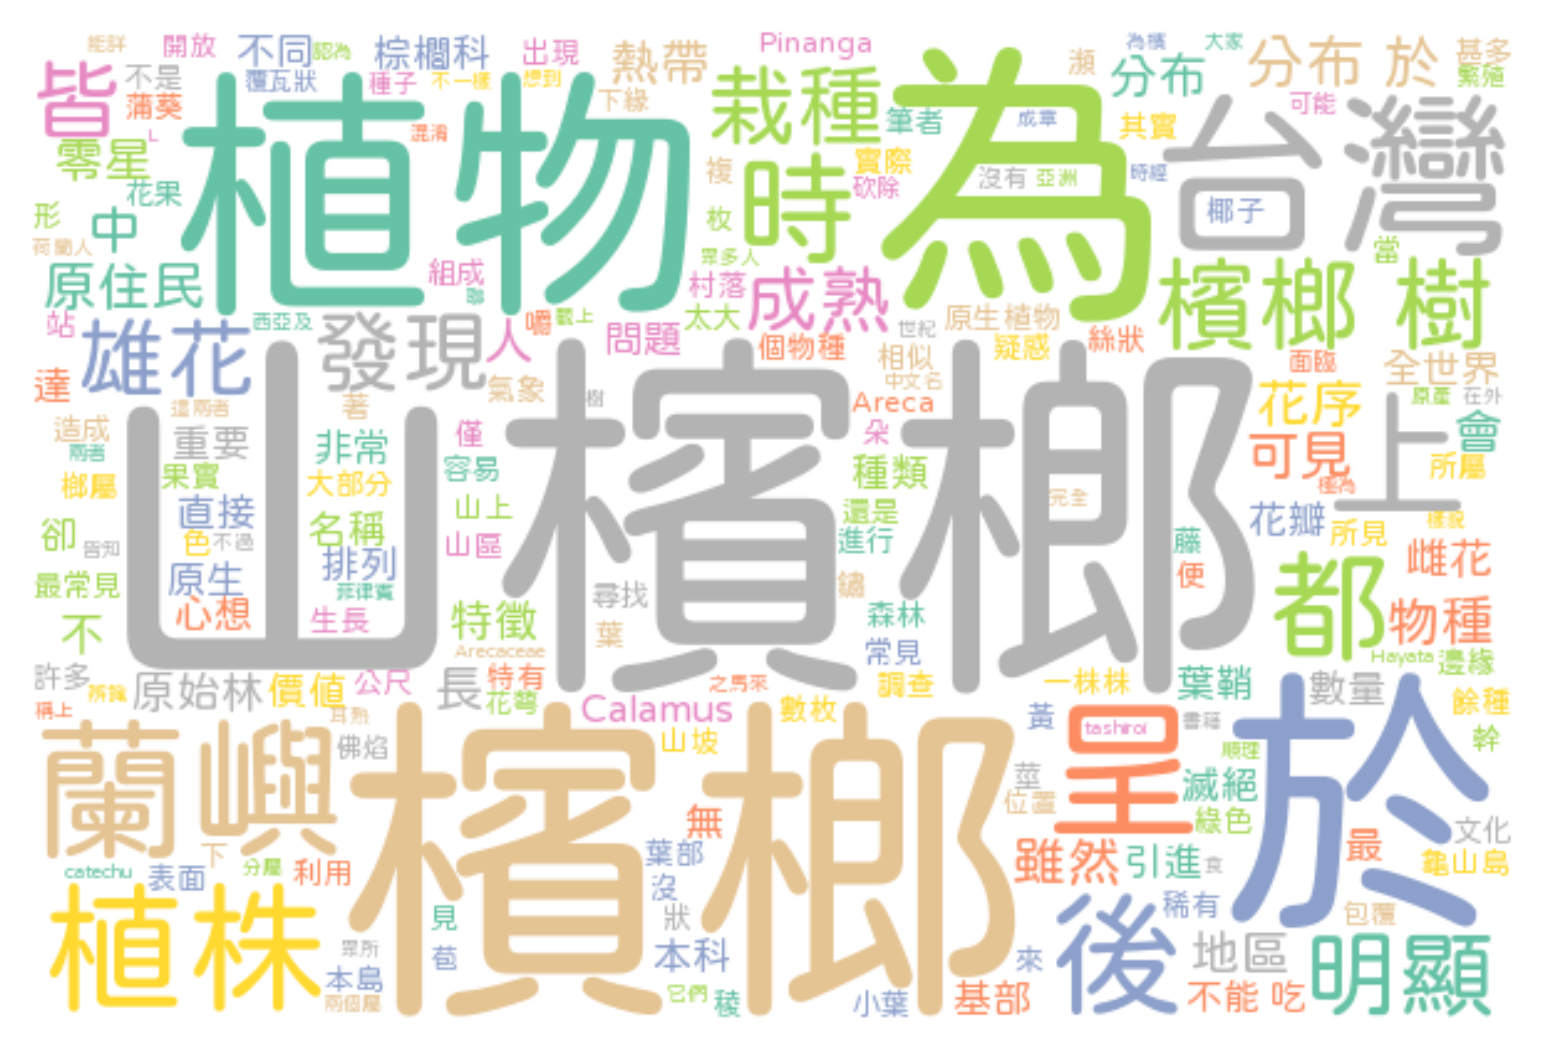 能詳 開放 不同 認為 棕櫚科 出現 熱帶 Pinanga 瀕 為檳 大家 分布 於 甚多
皆 不是 覆瓦狀 種子 不一樣 想到 下緣 栽種 為 分布 繁殖
蒲葵 L 植物 混淆 筆者 成草 其實 可能 台灣
零星 花果 時 實際 複 砍除 沒有 亞洲 時經 椰子
形 中 枚 當
荷蘭人 原住民 組成 眾多人 村落 成熟 檳榔 樹
站 雄花 西亞及 發現 人 嚼 問題 太大 世紀 原生植物 個物種 疑惑 絲狀
達 這兩者 著 氣象 樹 相似 中文名 面臨 全世界
造成 兩者 重要 非常 僅 Areca 朵 花序 原產 在外 會
榔屬 果實 大部分 容易 山檳榔 種類 完全 可見 極為 上 所屬
卻 皆知 直接 色 不過 名稱 山上 山區 還是 進行 藤 花瓣 所見 樣貌
最常見 原生 排列 菲律賓 尋找 鏽 便 都 雌花
不 心想 生長 特徵 葉 森林 物種
許多 原始林 價值 公尺 長 特有 Arecaceae 常見 Hayata 邊緣
稱上 耳熟 花萼 Calamus 之馬來 數枚 調查 一株株 葉鞘 數量 餘種
蘭嶼 佛焰 檳榔 山坡 黃 tashiroi 書籍 順理 於 幹
莖 呈 滅絕
無 位置 綠色 文化
catechu 下 表面 分屬 利用 葉部 雖然 引進 食 最 龜山島
植株 沒 稀有 包覆
見 狀 後
眾所 苞 本科 來 地區 明顯
本島 兩個屬 它們 稜 小葉 基部 不能 吃